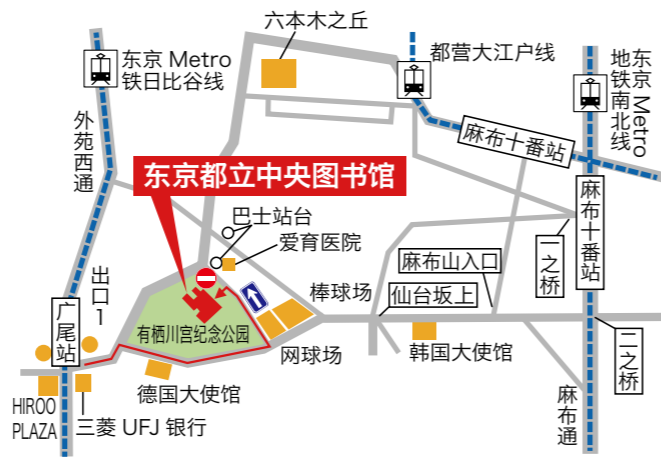 六本木之丘
东京 Metro
铁日比谷线
都营大江户线
东京 Metro
地铁南北线
外苑西通
麻布十番站
麻布十番站
东京都立中央图书馆
巴士站台
爱育医院
麻布山入口
一之桥
出口1
棒球场
仙台坂上
广尾站
有栖川宫纪念公园
网球场
韩国大使馆
二之桥
德国大使馆
麻布通
HIROO
PLAZA
三菱 UFJ 银行